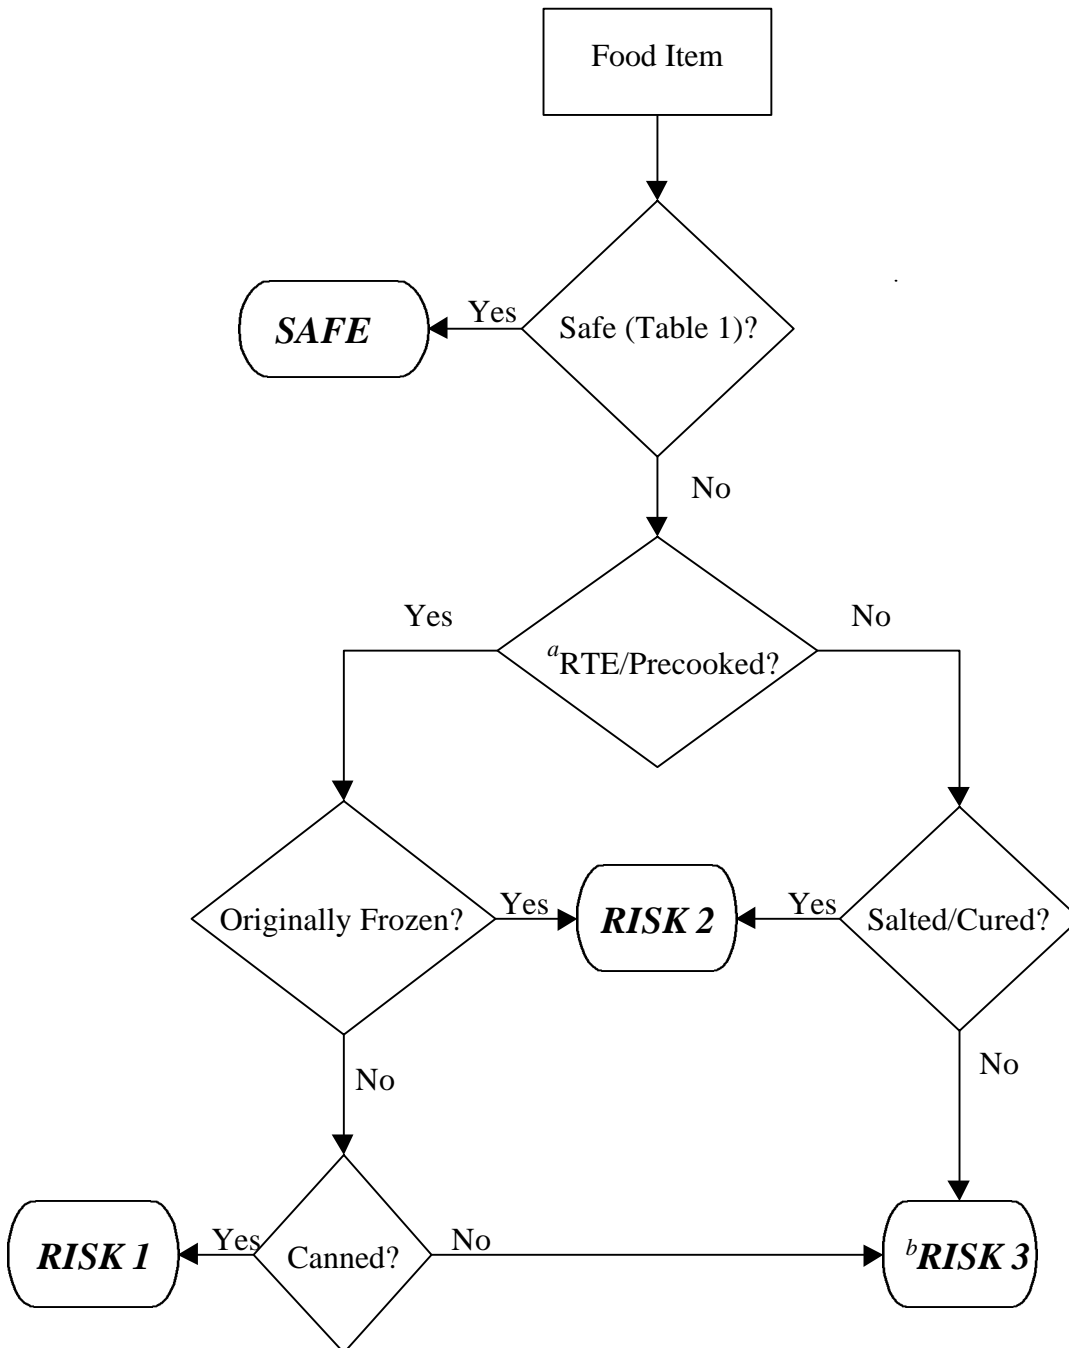 Food Item
Yes
SAFE
Safe (Table 1)?
No
Yes
No
aRTE/Precooked?
Originally Frozen?
Yes
RISK 2
Yes
Salted/Cured?
No
No
RISK 1
Yes
Canned?
No
bRISK 3